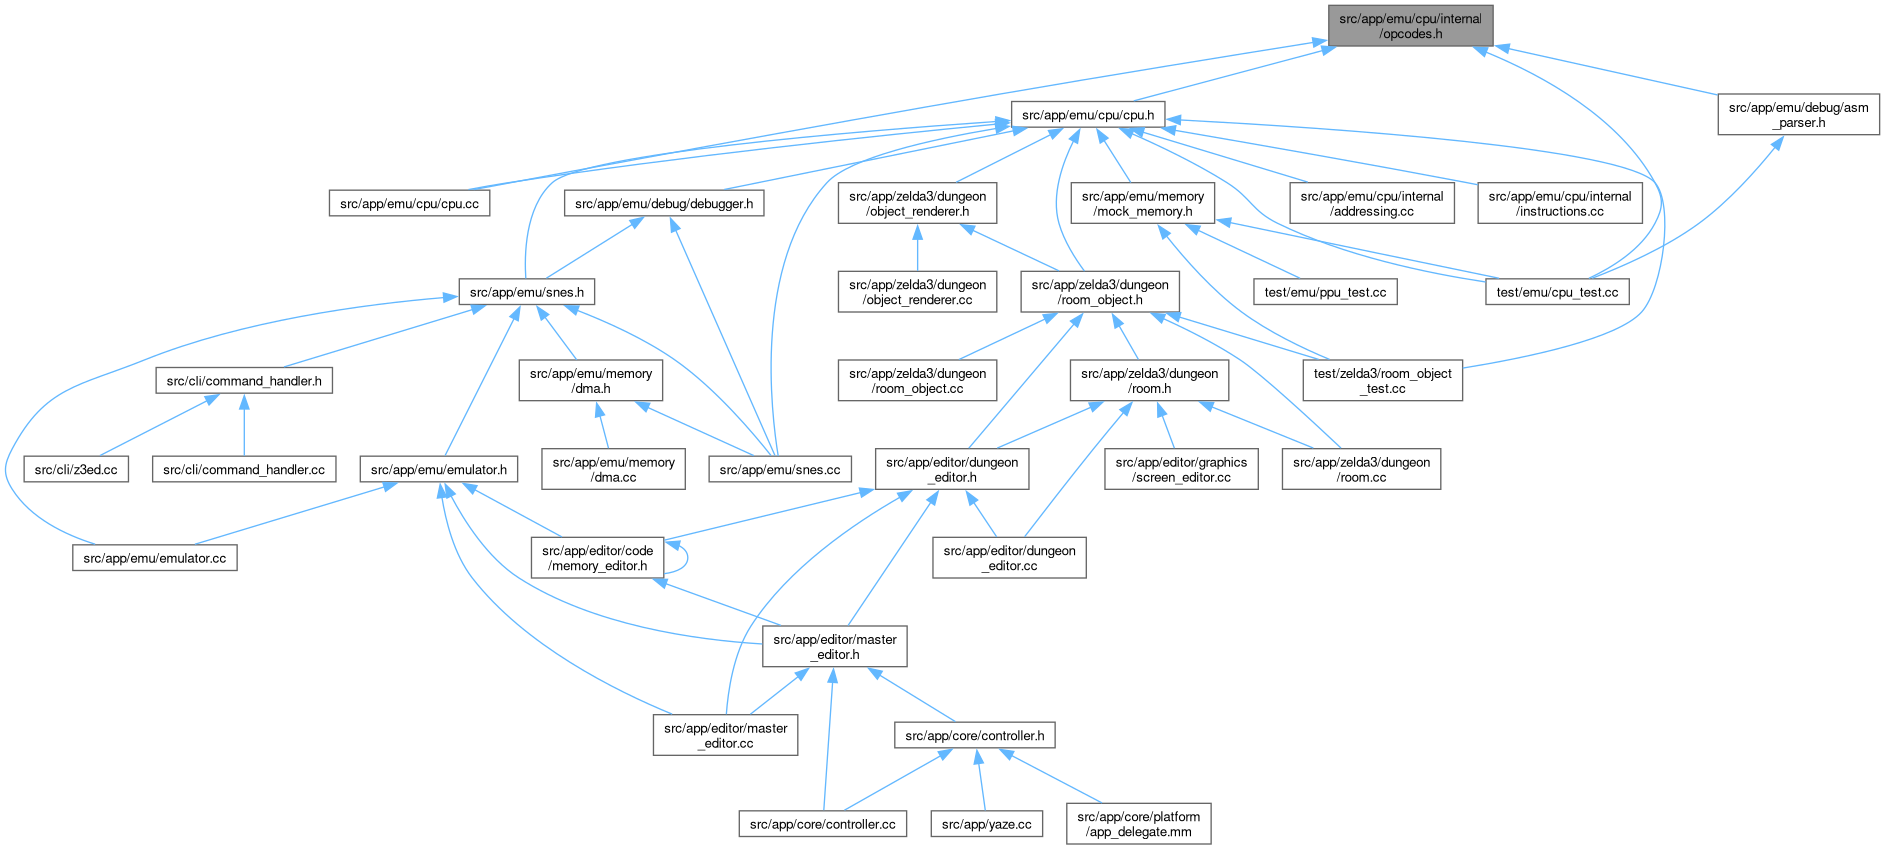 src/app/emu/cpu/internal
/opcodes.h
src/app/emu/cpu/cpu.h
src/app/emu/debug/asm
_parser.h
src/app/emu/cpu/cpu.cc
src/app/emu/debug/debugger.h
src/app/zelda3/dungeon
/object_renderer.h
src/app/emu/memory
/mock_memory.h
src/app/emu/cpu/internal
/addressing.cc
src/app/emu/cpu/internal
/instructions.cc
src/app/emu/snes.h
src/app/zelda3/dungeon
/object_renderer.cc
src/app/zelda3/dungeon
/room_object.h
test/emu/ppu_test.cc
test/emu/cpu_test.cc
src/cli/command_handler.h
src/app/emu/memory
/dma.h
src/app/zelda3/dungeon
/room_object.cc
src/app/zelda3/dungeon
/room.h
test/zelda3/room_object
_test.cc
src/cli/z3ed.cc
src/cli/command_handler.cc
src/app/emu/emulator.h
src/app/emu/memory
/dma.cc
src/app/emu/snes.cc
src/app/editor/dungeon
_editor.h
src/app/editor/graphics
/screen_editor.cc
src/app/zelda3/dungeon
/room.cc
src/app/emu/emulator.cc
src/app/editor/code
/memory_editor.h
src/app/editor/dungeon
_editor.cc
src/app/editor/master
_editor.h
src/app/editor/master
_editor.cc
src/app/core/controller.h
src/app/core/controller.cc
src/app/yaze.cc
src/app/core/platform
/app_delegate.mm